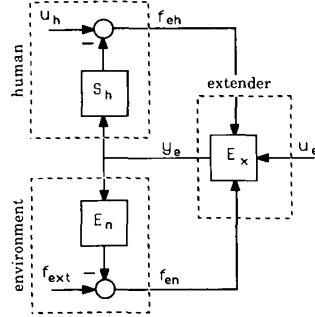 u_h
f_eh
human
S_h
extender
y_e
E_x
u_e
environment
E_n
f_ext
f_en